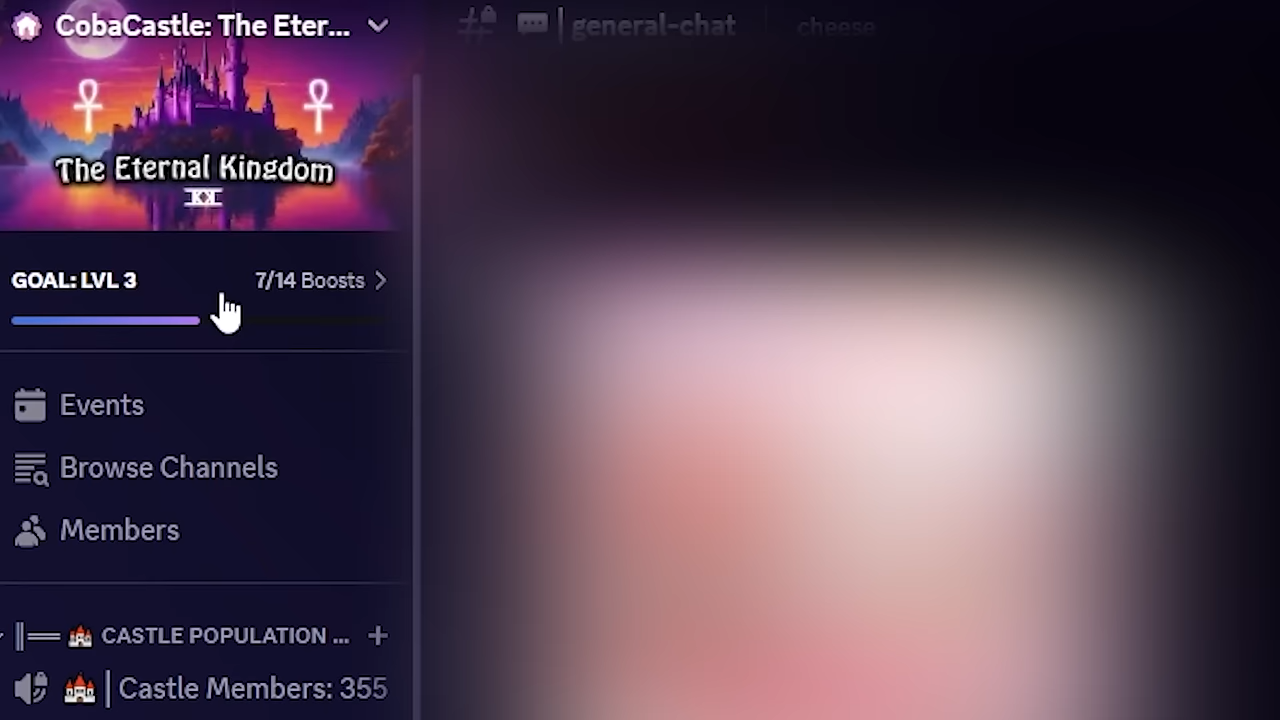 CobaCastle: The Eter...
general-chat
cheese
The Eternal Kingdom
GOAL: LVL 3
7/14 Boosts
Events
Browse Channels
Members
CASTLE POPULATION ...
Castle Members: 355